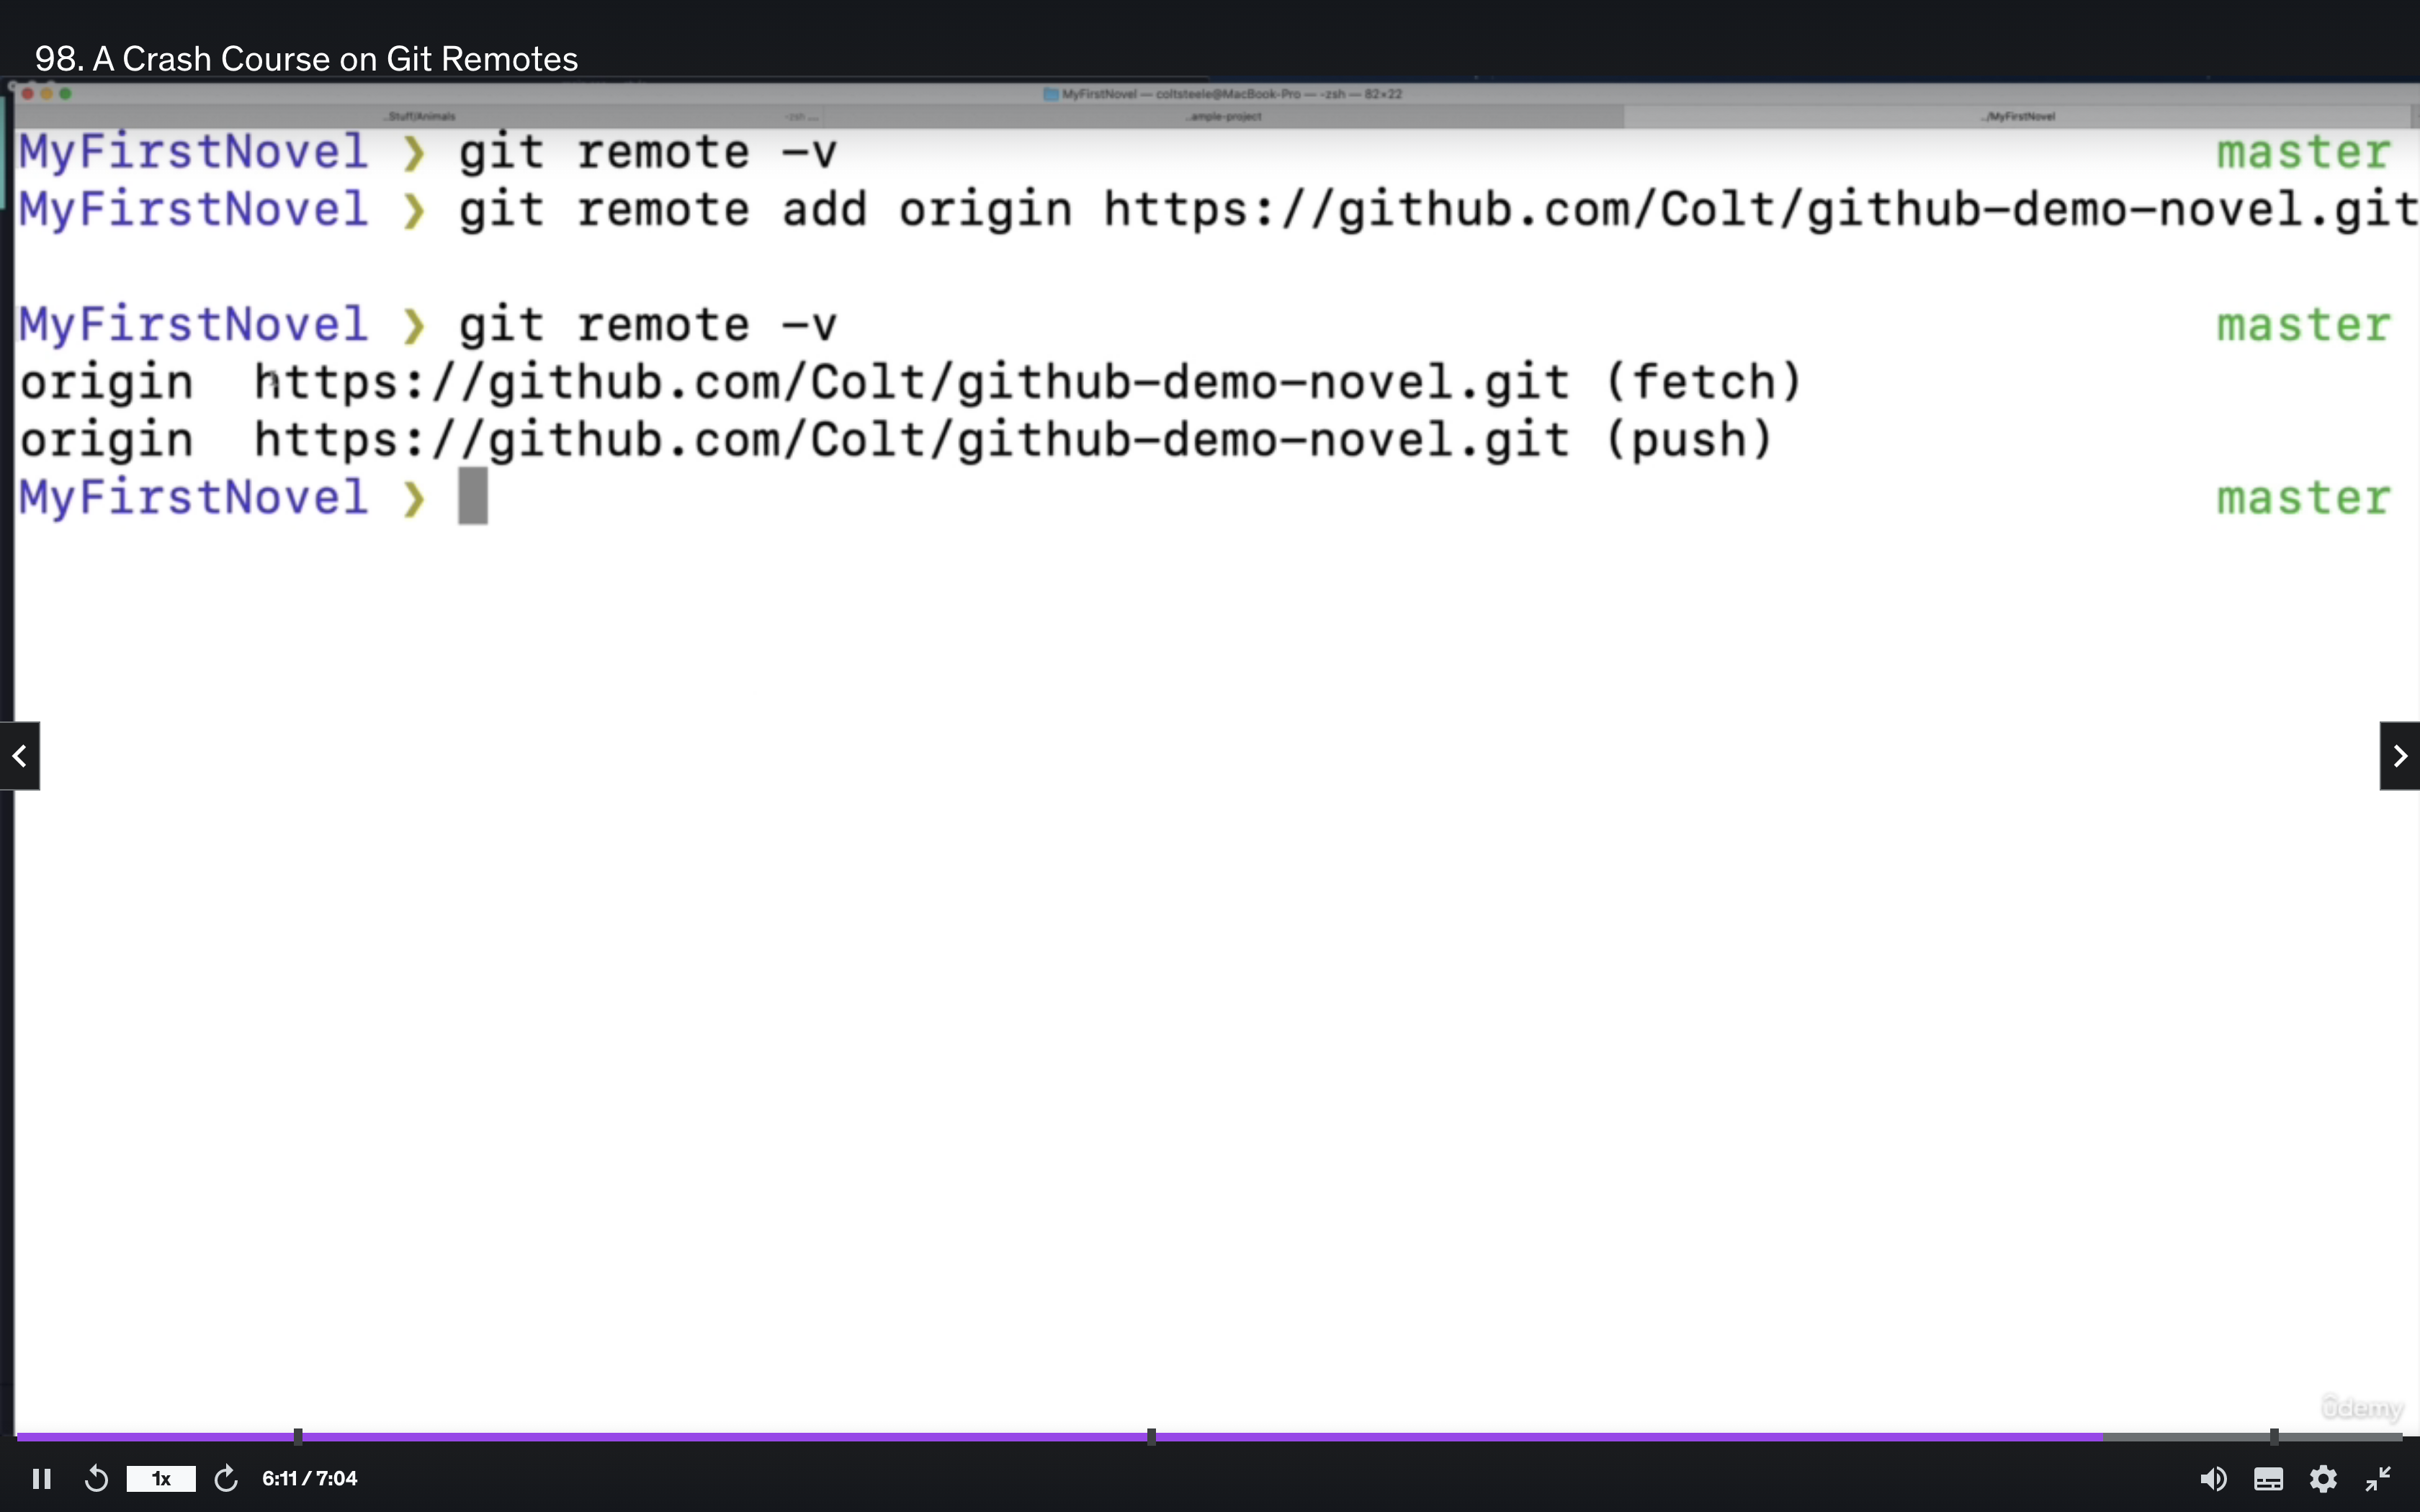 98. A Crash Course on Git Remotes
MyFirstNovel — coltsteele@MacBook-Pro — -zsh — 82×22
..Stuff/Animals -zsh ... ..ample-project ../MyFirstNovel
MyFirstNovel ❯ git remote -v master
MyFirstNovel ❯ git remote add origin https://github.com/Colt/github-demo-novel.git
MyFirstNovel ❯ git remote -v master
origin https://github.com/Colt/github-demo-novel.git (fetch)
origin https://github.com/Colt/github-demo-novel.git (push)
MyFirstNovel ❯ master
ûdemy
1x 6:11 / 7:04